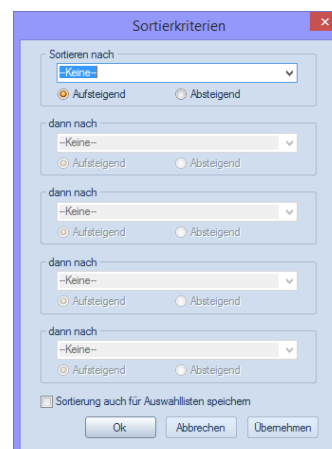 Sortierkriterien
Sortieren nach
--Keine--
Aufsteigend Absteigend
dann nach
--Keine--
Aufsteigend Absteigend
dann nach
--Keine--
Aufsteigend Absteigend
dann nach
--Keine--
Aufsteigend Absteigend
dann nach
--Keine--
Aufsteigend Absteigend
Sortierung auch für Auswahllisten speichern
Ok Abbrechen Übernehmen